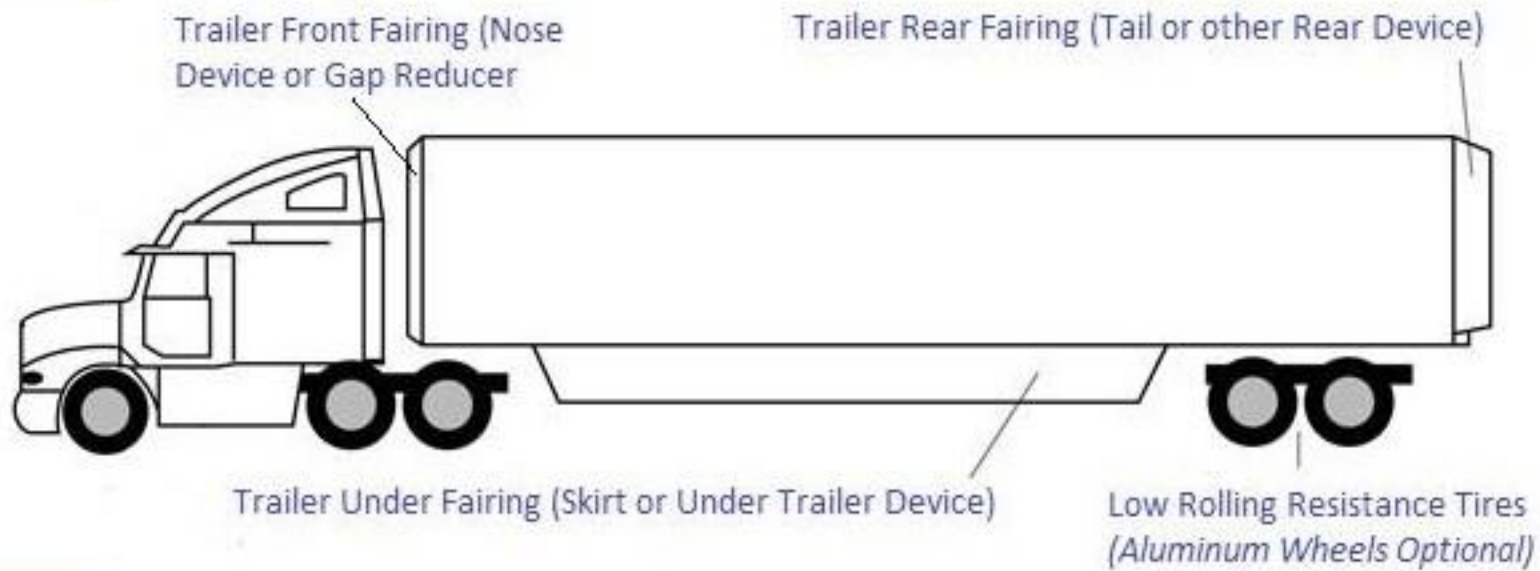 Trailer Front Fairing (Nose
Device or Gap Reducer
Trailer Rear Fairing (Tail or other Rear Device)
Trailer Under Fairing (Skirt or Under Trailer Device)
Low Rolling Resistance Tires
(Aluminum Wheels Optional)